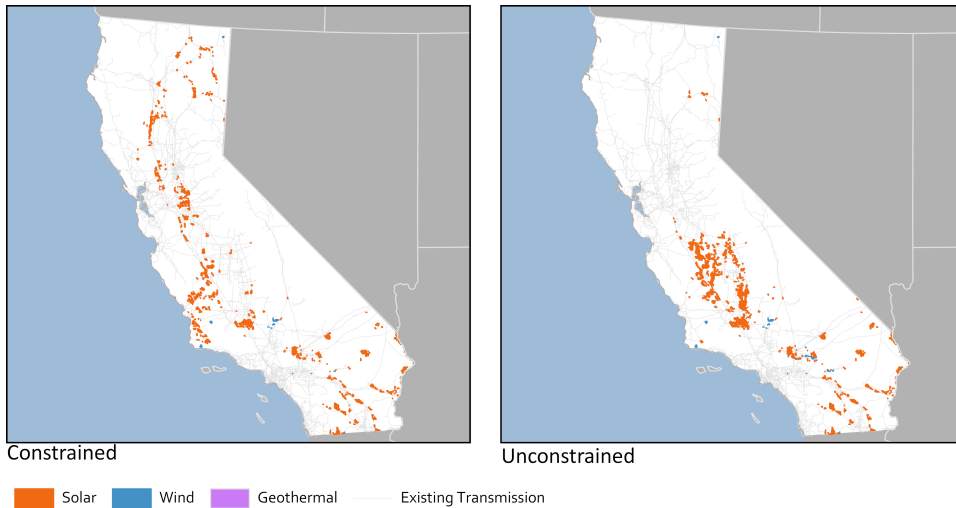 Constrained
Unconstrained
Solar Wind Geothermal Existing Transmission